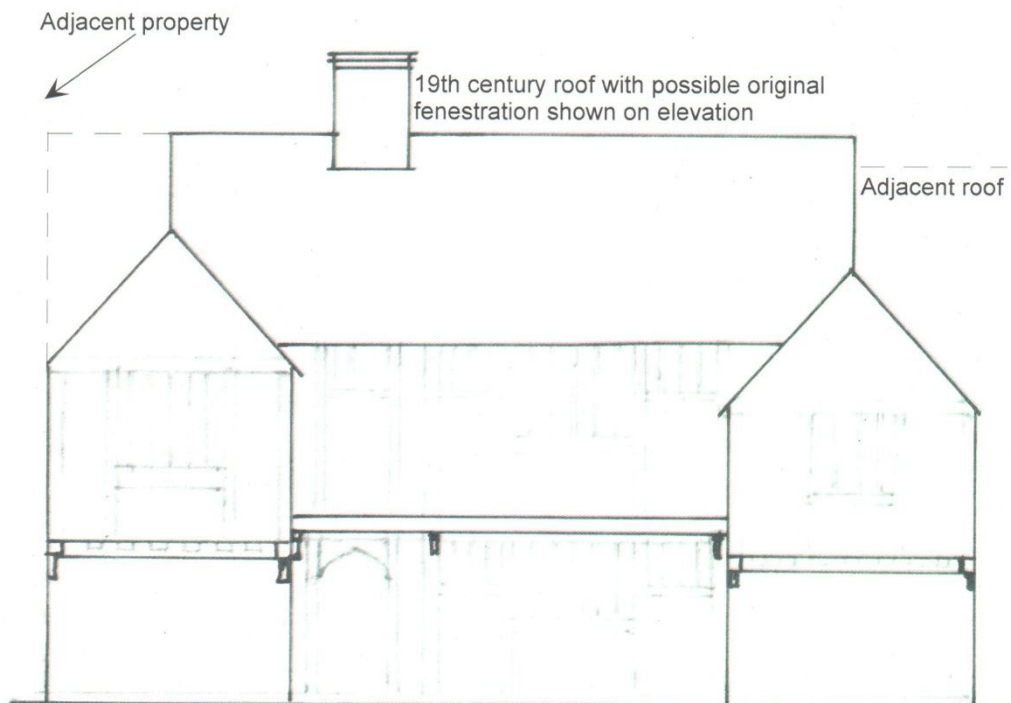 Adjacent property
19th century roof with possible original
fenestration shown on elevation
Adjacent roof